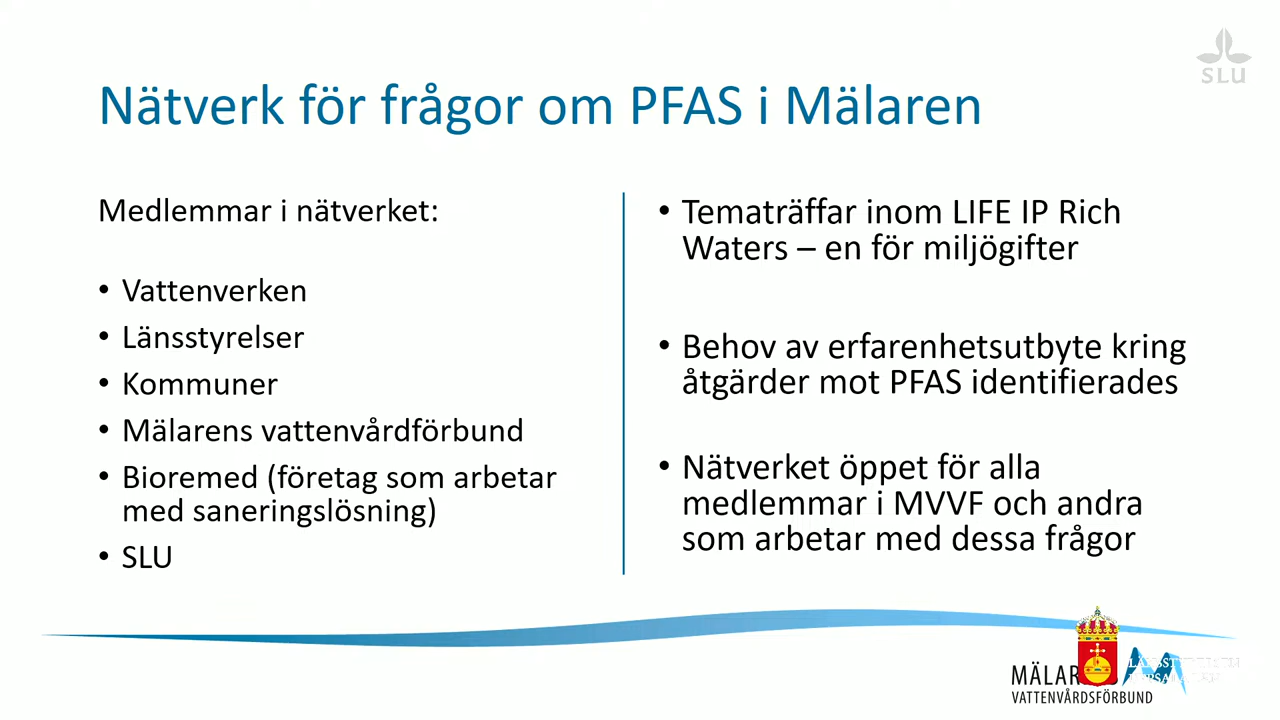 SLU
Nätverk för frågor om PFAS i Mälaren
Medlemmar i nätverket:
• Vattenverken
• Länsstyrelser
• Kommuner
• Mälarens vattenvårdförbund
• Bioremed (företag som arbetar
med saneringslösning)
• SLU
• Tematräffar inom LIFE IP Rich
Waters – en för miljögifter
• Behov av erfarenhetsutbyte kring
åtgärder mot PFAS identifierades
• Nätverket öppet för alla
medlemmar i MVVF och andra
som arbetar med dessa frågor
VATTENVÅRDSFÖRBUND